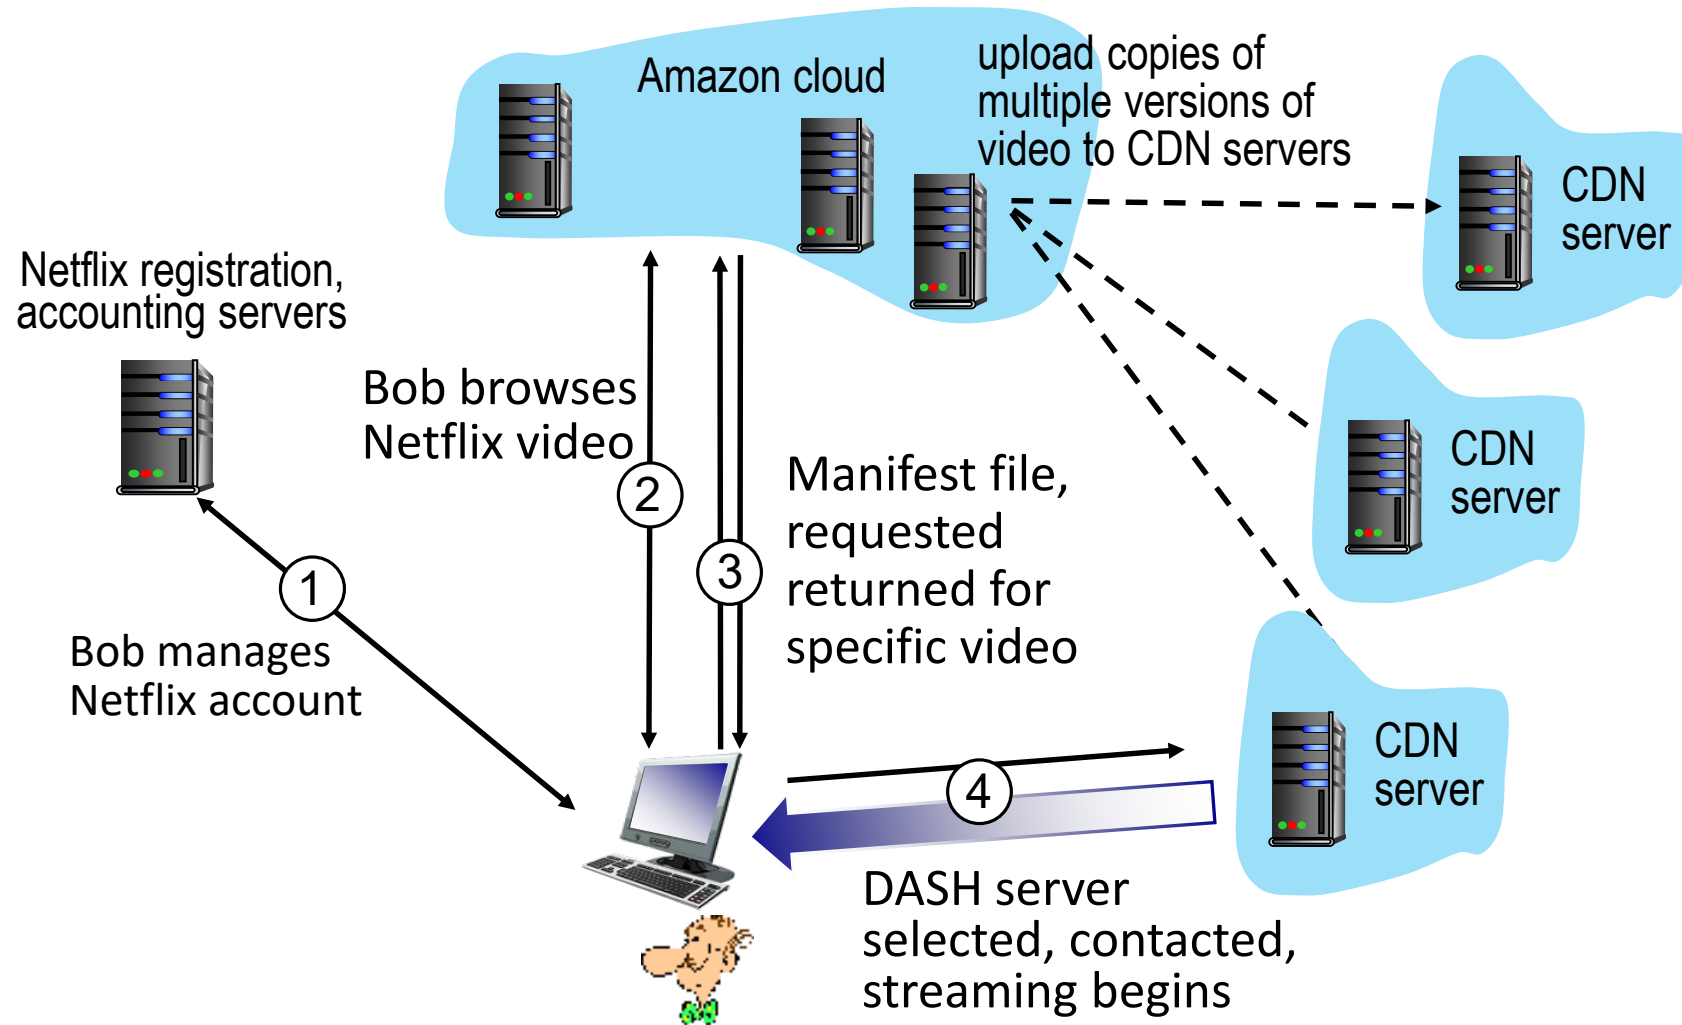 Amazon cloud
upload copies of
multiple versions of
video to CDN servers
CDN
server
Netflix registration,
accounting servers
Bob browses
Netflix video
2
Manifest file,
requested
returned for
specific video
3
CDN
server
1
Bob manages
Netflix account
CDN
server
4
DASH server
selected, contacted,
streaming begins